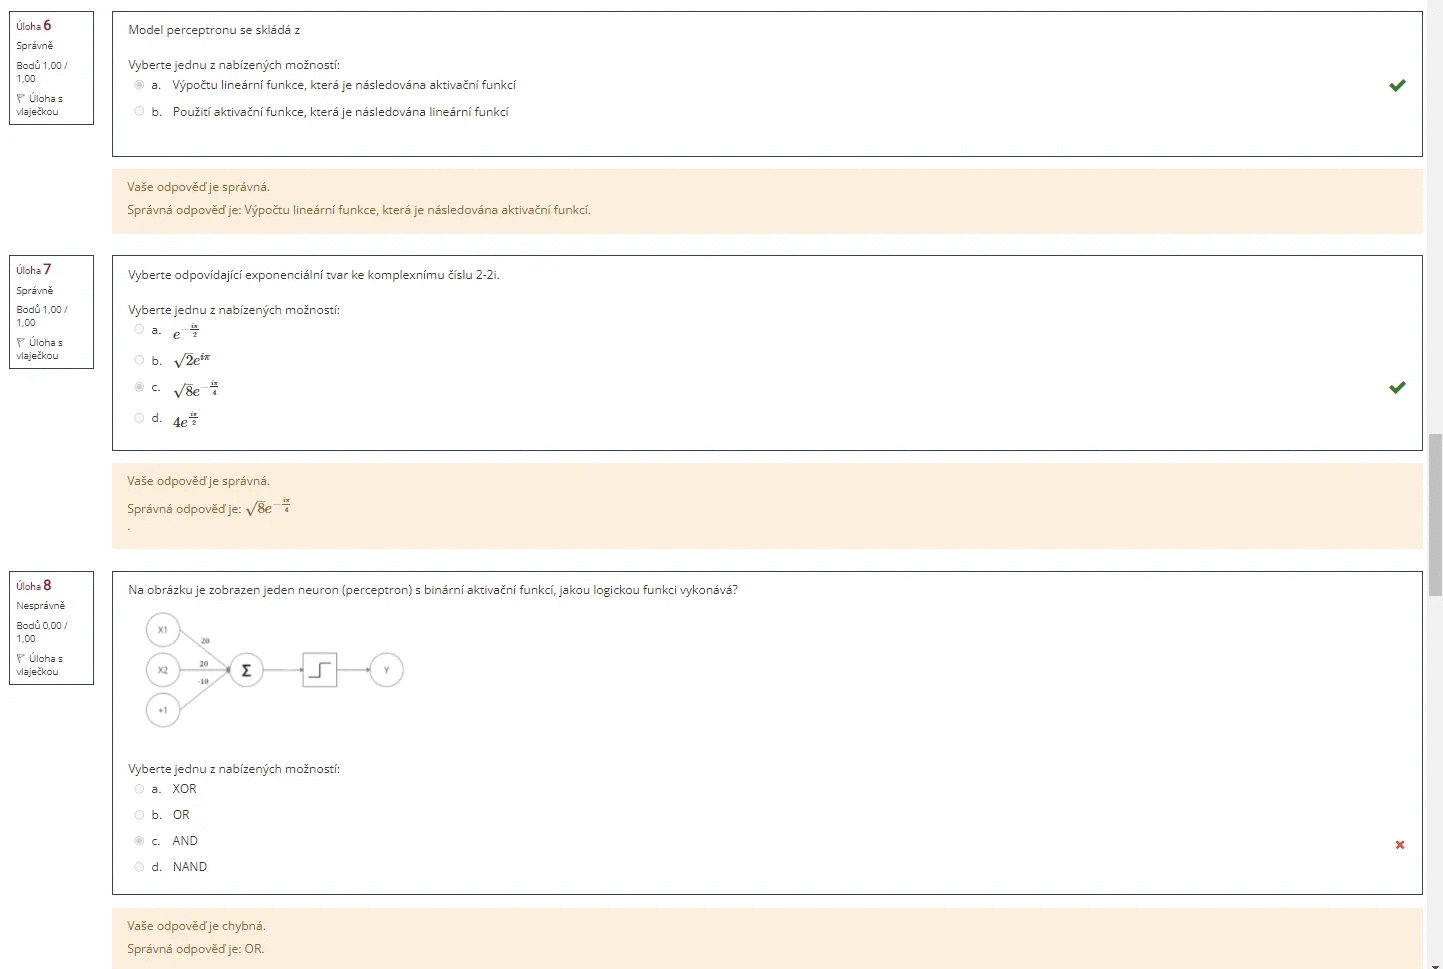 Úloha 6
Správně
Bodů 1,00 /
1,00
Úloha s
vlaječkou
Model perceptronu se skládá z
Vyberte jednu z nabízených možností:
a. Výpočtu lineární funkce, která je následována aktivační funkcí
b. Použití aktivační funkce, která je následována lineární funkcí
Vaše odpověď je správná.
Správná odpověď je: Výpočtu lineární funkce, která je následována aktivační funkcí.
Úloha 7
Správně
Bodů 1,00 /
1,00
Úloha s
vlaječkou
Vyberte odpovídající exponenciální tvar ke komplexnímu číslu 2-2i.
Vyberte jednu z nabízených možností:
a. $e^{-\frac{i\pi}{2}}$
b. $\sqrt{2}e^{i\pi}$
c. $\sqrt{8}e^{-\frac{i\pi}{4}}$
d. $4e^{\frac{i\pi}{2}}$
Vaše odpověď je správná.
Správná odpověď je: $\sqrt{8}e^{-\frac{i\pi}{4}}$
.
Úloha 8
Nesprávně
Bodů 0,00 /
1,00
Úloha s
vlaječkou
Na obrázku je zobrazen jeden neuron (perceptron) s binární aktivační funkcí, jakou logickou funkci vykonává?
X1
20
X2
20
Σ
Y
-10
+1
Vyberte jednu z nabízených možností:
a. XOR
b. OR
c. AND
d. NAND
Vaše odpověď je chybná.
Správná odpověď je: OR.